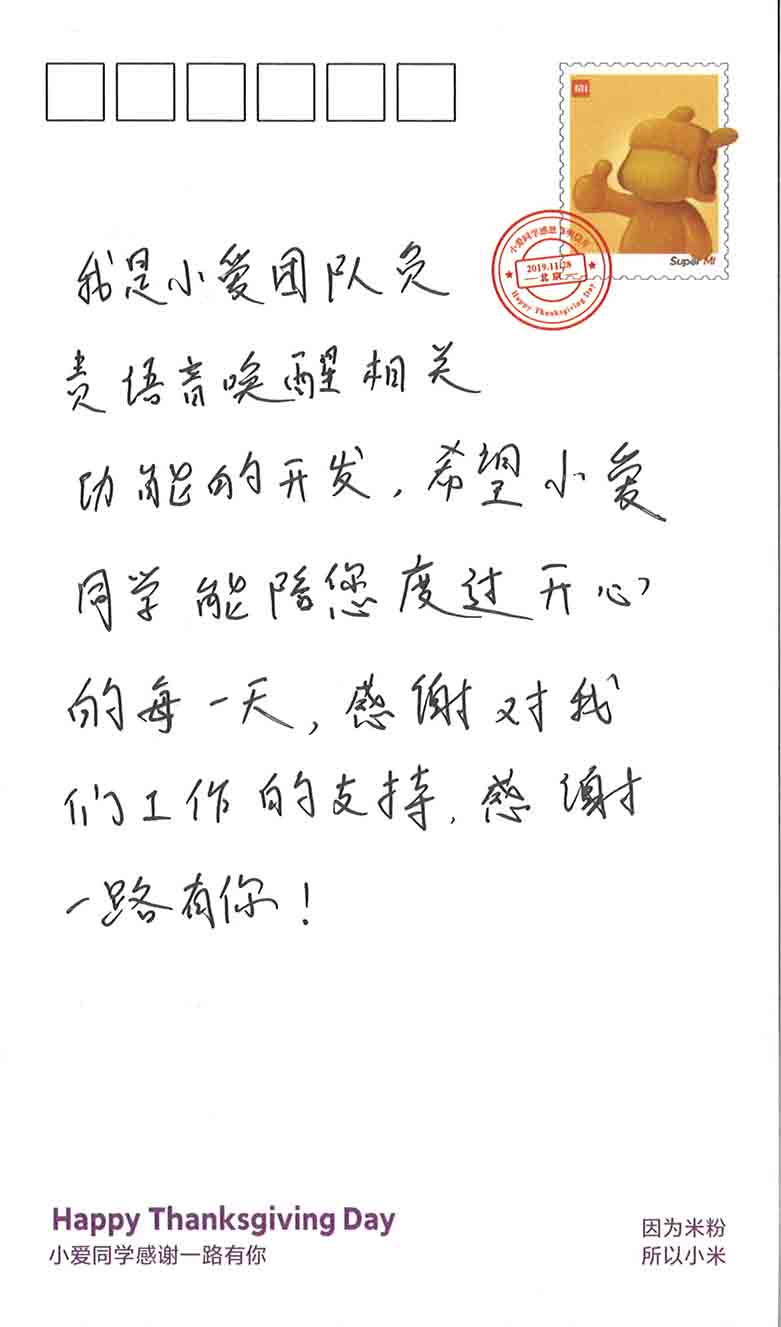 MI
Super MI
小爱同学感恩
2019.11.28
北京
Happy Thanksgiving Day
我是小爱团队负
责语音唤醒相关
功能的开发，希望小爱
同学能陪您度过开心
的每一天，感谢对我
们工作的支持，感谢
一路有你！
Happy Thanksgiving Day
小爱同学感谢一路有你
因为米粉
所以小米